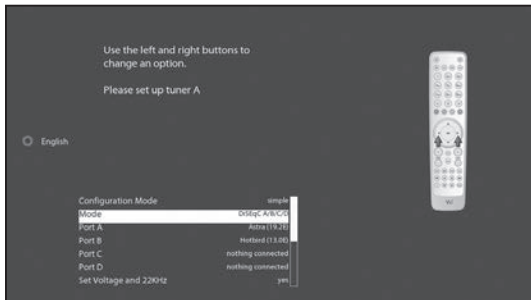 Use the left and right buttons to
change an option.
Please set up tuner A
English
Configuration Mode simple
Mode DiSEqC A/B/C/D
Port A Astra (19.2E)
Port B Hotbird (13.0E)
Port C nothing connected
Port D nothing connected
Set Voltage and 22KHz yes